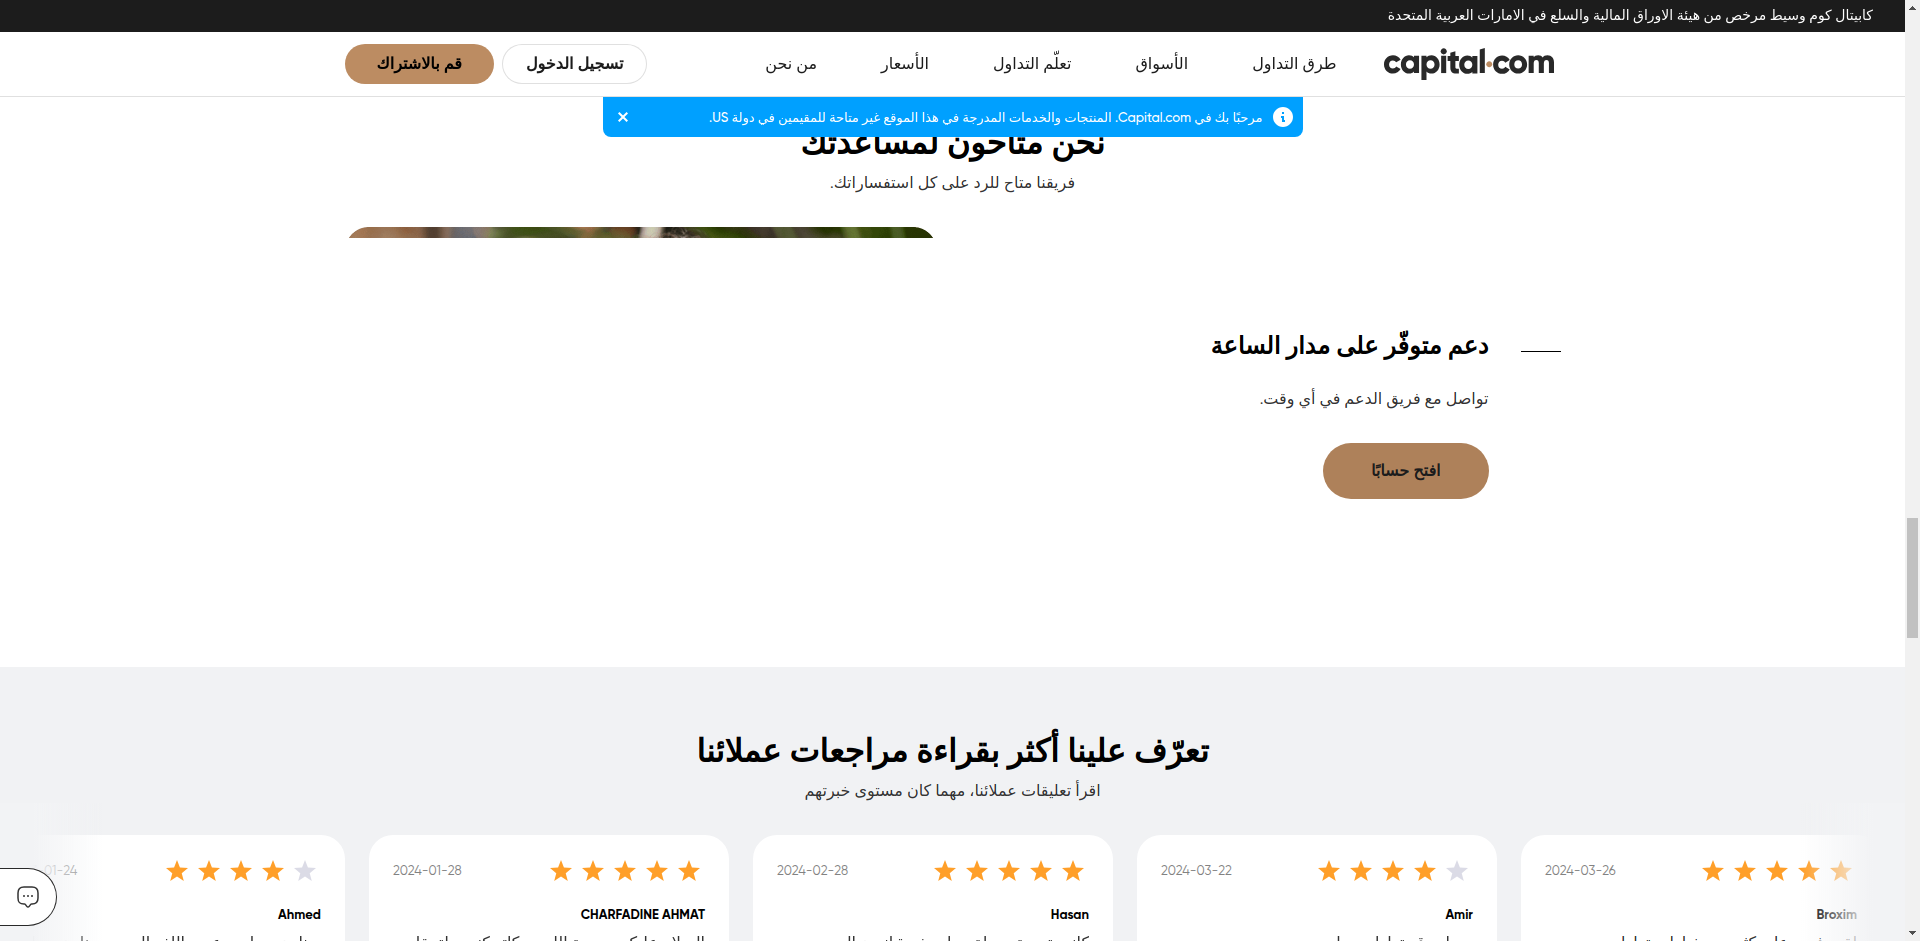 كابيتال كوم وسيط مرخص من هيئة الاوراق المالية والسلع في الامارات العربية المتحدة
capital.com
طرق التداول
الأسواق
تعلّم التداول
الأسعار
من نحن
تسجيل الدخول
قم بالاشتراك
مرحبًا بك في Capital.com. المنتجات والخدمات المدرجة في هذا الموقع غير متاحة للمقيمين في دولة US.
نحن متاحون لمساعدتك
فريقنا متاح للرد على كل استفساراتك.
دعم متوفّر على مدار الساعة
تواصل مع فريق الدعم في أي وقت.
افتح حسابًا
تعرّف علينا أكثر بقراءة مراجعات عملائنا
اقرأ تعليقات عملائنا، مهما كان مستوى خبرتهم
2024-03-26
Broxim
2024-03-22
Amir
2024-02-28
Hasan
2024-01-28
CHARFADINE AHMAT
01-24
Ahmed